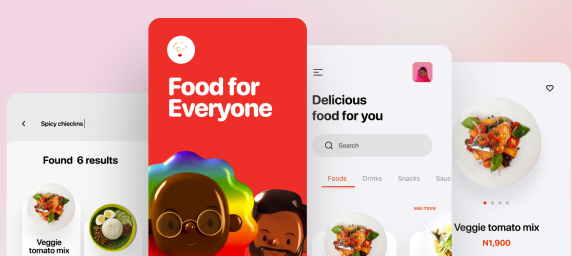 Spicy chieckns
Found 6 results
Veggie
tomato mix
Food for
Everyone
Delicious
food for you
Search
Foods
Drinks
Snacks
Sauc
see more
Veggie tomato mix
N1,900